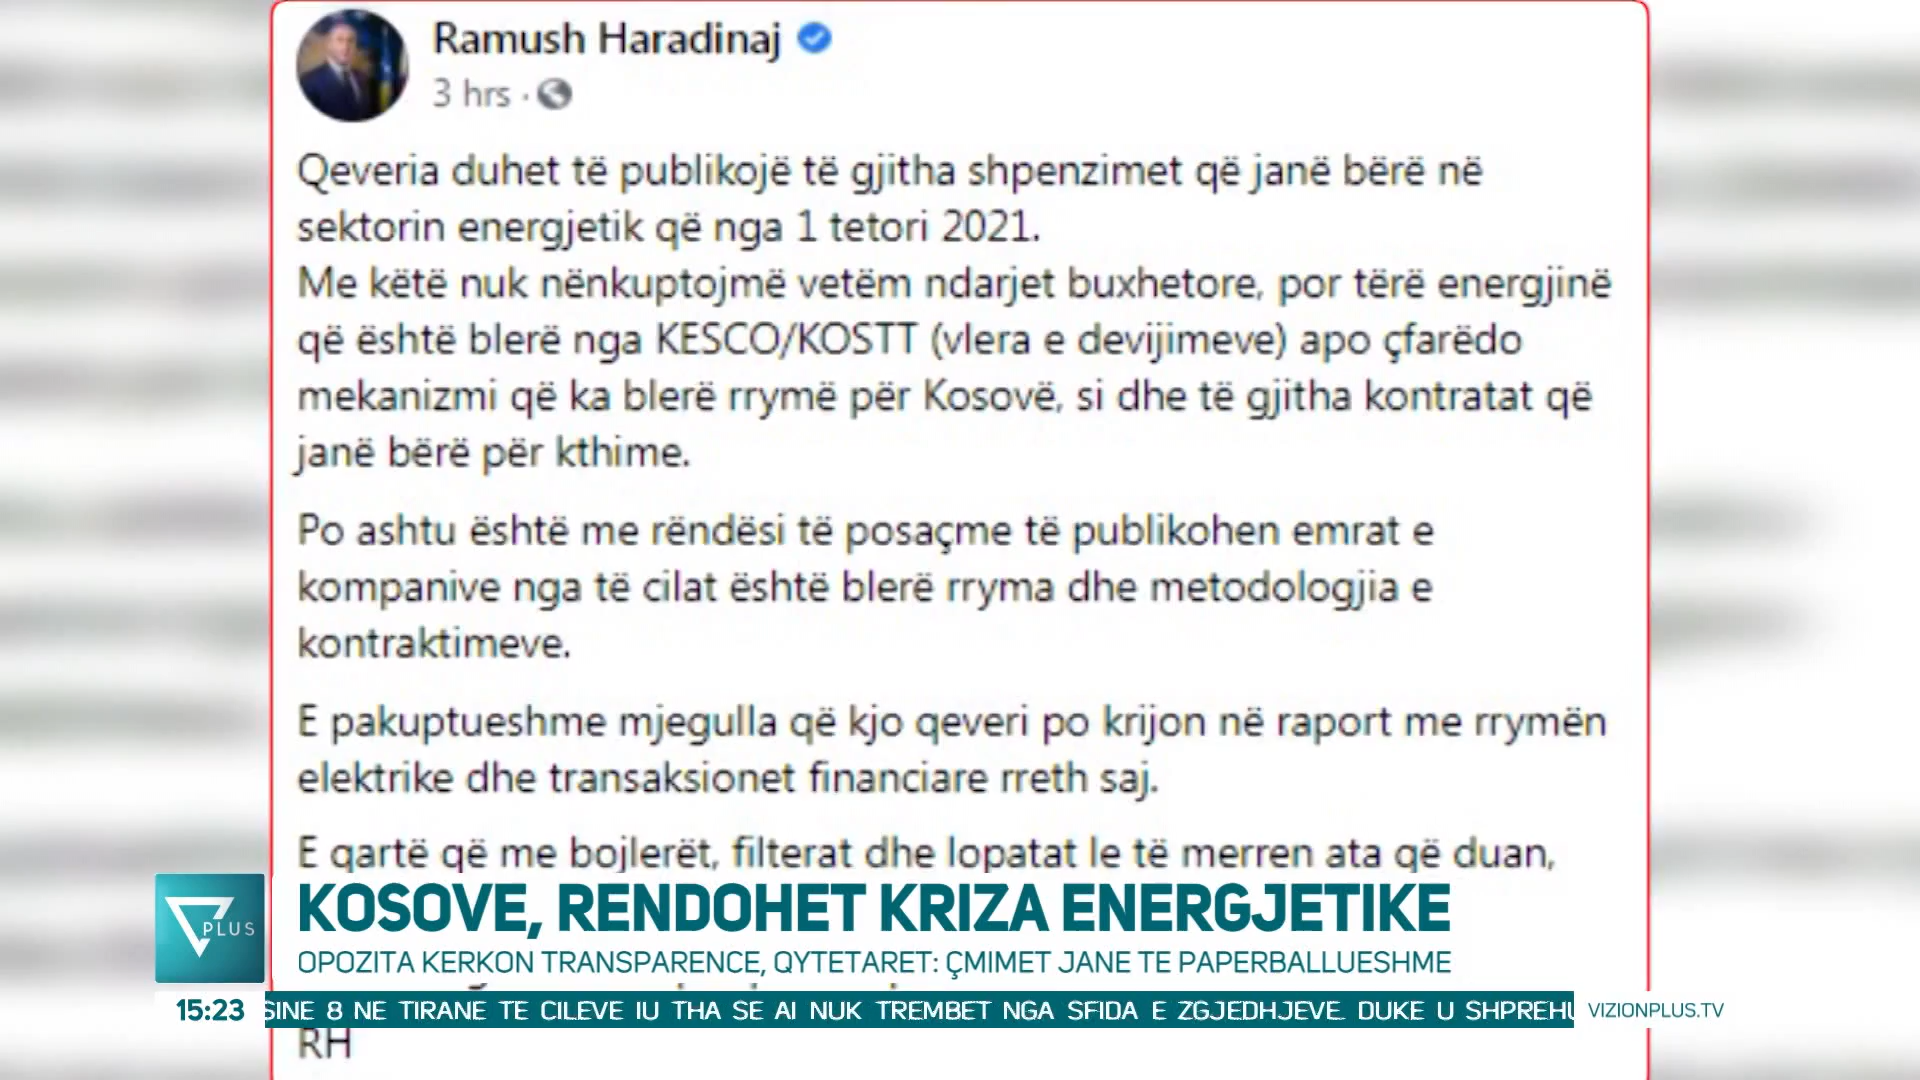 Ramush Haradinaj
3 hrs ·
Qeveria duhet të publikojë të gjitha shpenzimet që janë bërë në
sektorin energjetik që nga 1 tetori 2021.
Me këtë nuk nënkuptojmë vetëm ndarjet buxhetore, por tërë energjinë
që është blerë nga KESCO/KOSTT (vlera e devijimeve) apo çfarëdo
mekanizmi që ka blerë rrymë për Kosovë, si dhe të gjitha kontratat që
janë bërë për kthime.
Po ashtu është me rëndësi të posaçme të publikohen emrat e
kompanive nga të cilat është blerë rryma dhe metodologjia e
kontraktimeve.
E pakuptueshme mjegulla që kjo qeveri po krijon në raport me rrymën
elektrike dhe transaksionet financiare rreth saj.
E qartë që me bojlerët, filterat dhe lopatat le të merren ata që duan,
PLUS
KOSOVE, RENDOHET KRIZA ENERGJETIKE
OPOZITA KERKON TRANSPARENCE, QYTETARET: ÇMIMET JANE TE PAPERBALLUESHME
15:23 SINE 8 NE TIRANE TE CILEVE IU THA SE AI NUK TREMBET NGA SFIDA E ZGJEDHJEVE. DUKE U SHPREHU VIZIONPLUS.TV
RH